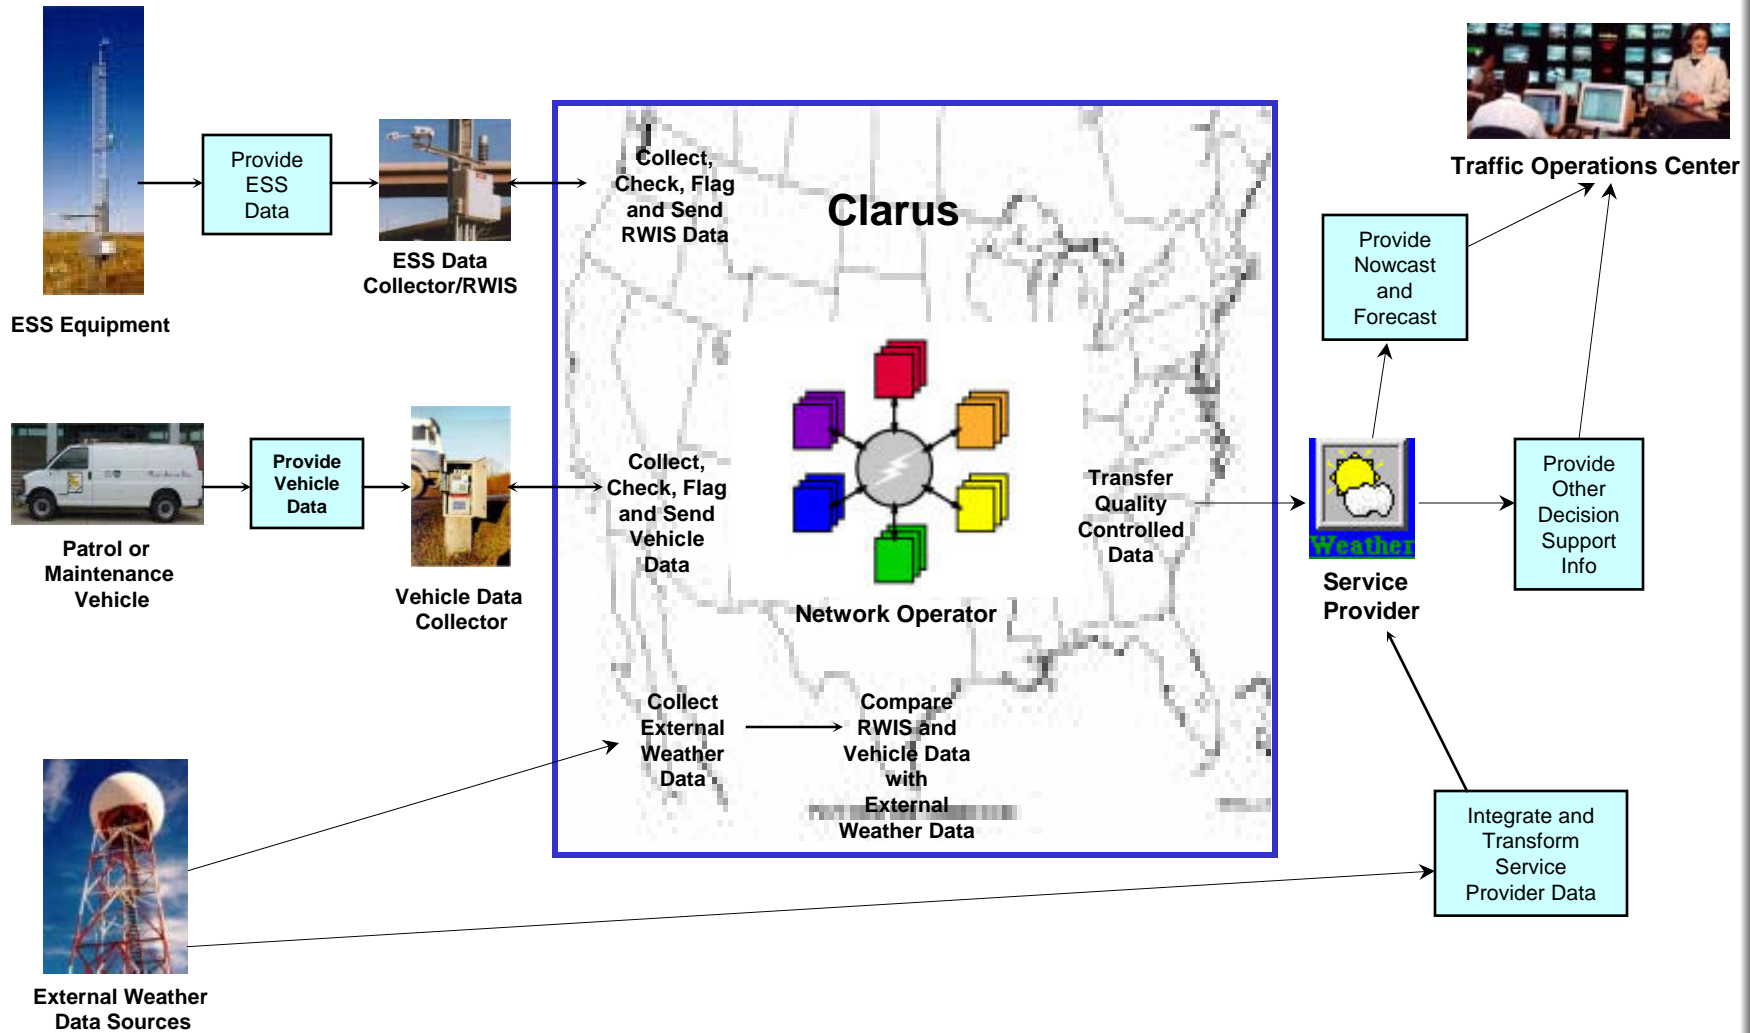 Provide
ESS
Data
ESS Equipment
ESS Data
Collector/RWIS
Collect,
Check, Flag
and Send
RWIS Data
Clarus
Traffic Operations Center
Provide
Nowcast
and
Forecast
Patrol or
Maintenance
Vehicle
Provide
Vehicle
Data
Vehicle Data
Collector
Collect,
Check, Flag
and Send
Vehicle
Data
Network Operator
Transfer
Quality
Controlled
Data
Weather
Service
Provider
Provide
Other
Decision
Support
Info
Collect
External
Weather
Data
Compare
RWIS and
Vehicle Data
with
External
Weather Data
Integrate and
Transform
Service
Provider Data
External Weather
Data Sources